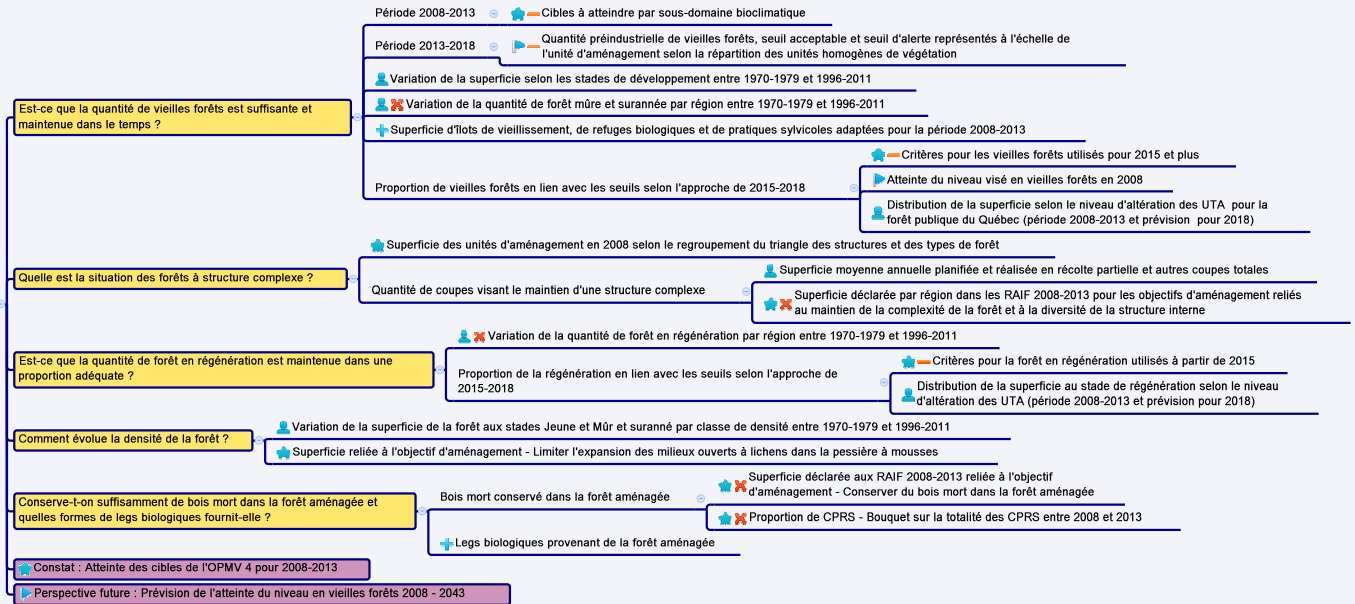 Période 2008-2013
Cibles à atteindre par sous-domaine bioclimatique
Période 2013-2018
Quantité préindustrielle de vieilles forêts, seuil acceptable et seuil d'alerte représentés à l'échelle de
l'unité d'aménagement selon la répartition des unités homogènes de végétation
Variation de la superficie selon les stades de développement entre 1970-1979 et 1996-2011
Est-ce que la quantité de vieilles forêts est suffisante et
maintenue dans le temps ?
Variation de la quantité de forêt mûre et surannée par région entre 1970-1979 et 1996-2011
Superficie d'îlots de vieillissement, de refuges biologiques et de pratiques sylvicoles adaptées pour la période 2008-2013
Proportion de vieilles forêts en lien avec les seuils selon l'approche de 2015-2018
Critères pour les vieilles forêts utilisés pour 2015 et plus
Atteinte du niveau visé en vieilles forêts en 2008
Distribution de la superficie selon le niveau d'altération des UTA pour la
forêt publique du Québec (période 2008-2013 et prévision pour 2018)
Quelle est la situation des forêts à structure complexe ?
Superficie des unités d'aménagement en 2008 selon le regroupement du triangle des structures et des types de forêt
Quantité de coupes visant le maintien d'une structure complexe
Superficie moyenne annuelle planifiée et réalisée en récolte partielle et autres coupes totales
Superficie déclarée par région dans les RAIF 2008-2013 pour les objectifs d'aménagement reliés
au maintien de la complexité de la forêt et à la diversité de la structure interne
Est-ce que la quantité de forêt en régénération est maintenue dans une
proportion adéquate ?
Variation de la quantité de forêt en régénération par région entre 1970-1979 et 1996-2011
Proportion de la régénération en lien avec les seuils selon l'approche de
2015-2018
Critères pour la forêt en régénération utilisés à partir de 2015
Distribution de la superficie au stade de régénération selon le niveau
d'altération des UTA (période 2008-2013 et prévision pour 2018)
Comment évolue la densité de la forêt ?
Variation de la superficie de la forêt aux stades Jeune et Mûr et suranné par classe de densité entre 1970-1979 et 1996-2011
Superficie reliée à l'objectif d'aménagement - Limiter l'expansion des milieux ouverts à lichens dans la pessière à mousses
Conserve-t-on suffisamment de bois mort dans la forêt aménagée et
quelles formes de legs biologiques fournit-elle ?
Bois mort conservé dans la forêt aménagée
Superficie déclarée aux RAIF 2008-2013 reliée à l'objectif
d'aménagement - Conserver du bois mort dans la forêt aménagée
Proportion de CPRS - Bouquet sur la totalité des CPRS entre 2008 et 2013
Legs biologiques provenant de la forêt aménagée
Constat : Atteinte des cibles de l'OPMV 4 pour 2008-2013
Perspective future : Prévision de l'atteinte du niveau en vieilles forêts 2008 - 2043